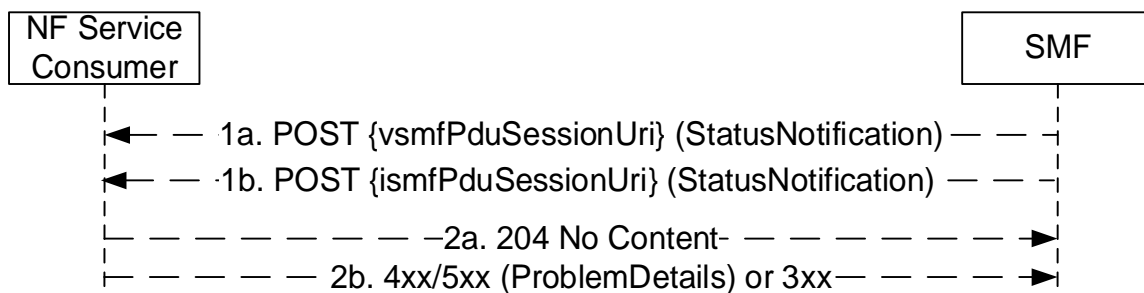 NF Service
Consumer
SMF
1a. POST {vsmfPduSessionUri} (StatusNotification)
1b. POST {ismfPduSessionUri} (StatusNotification)
2a. 204 No Content
2b. 4xx/5xx (ProblemDetails) or 3xx